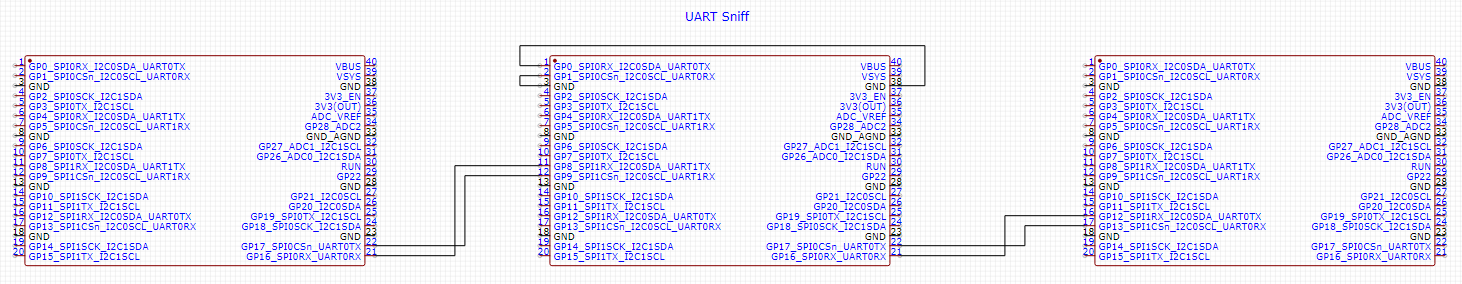 UART Sniff
1 GP0_SPI0RX_I2C0SDA_UART0TX VBUS 40
2 GP1_SPI0CSn_I2C0SCL_UART0RX VSYS 39
3 GND GND 38
4 GP2_SPI0SCK_I2C1SDA 3V3_EN 37
5 GP3_SPI0TX_I2C1SCL 3V3(OUT) 36
6 GP4_SPI0RX_I2C0SDA_UART1TX ADC_VREF 35
7 GP5_SPI0CSn_I2C0SCL_UART1RX GP28_ADC2 34
8 GND GND_AGND 33
9 GP6_SPI0SCK_I2C1SDA GP27_ADC1_I2C1SCL 32
10 GP7_SPI0TX_I2C1SCL GP26_ADC0_I2C1SDA 31
11 GP8_SPI1RX_I2C0SDA_UART1TX RUN 30
12 GP9_SPI1CSn_I2C0SCL_UART1RX GP22 29
13 GND GND 28
14 GP10_SPI1SCK_I2C1SDA GP21_I2C0SCL 27
15 GP11_SPI1TX_I2C1SCL GP20_I2C0SDA 26
16 GP12_SPI1RX_I2C0SDA_UART0TX GP19_SPI0TX_I2C1SCL 25
17 GP13_SPI1CSn_I2C0SCL_UART0RX GP18_SPI0SCK_I2C1SDA 24
18 GND GND 23
19 GP14_SPI1SCK_I2C1SDA GP17_SPI0CSn_UART0TX 22
20 GP15_SPI1TX_I2C1SCL GP16_SPI0RX_UART0RX 21
1 GP0_SPI0RX_I2C0SDA_UART0TX VBUS 40
2 GP1_SPI0CSn_I2C0SCL_UART0RX VSYS 39
3 GND GND 38
4 GP2_SPI0SCK_I2C1SDA 3V3_EN 37
5 GP3_SPI0TX_I2C1SCL 3V3(OUT) 36
6 GP4_SPI0RX_I2C0SDA_UART1TX ADC_VREF 35
7 GP5_SPI0CSn_I2C0SCL_UART1RX GP28_ADC2 34
8 GND GND_AGND 33
9 GP6_SPI0SCK_I2C1SDA GP27_ADC1_I2C1SCL 32
10 GP7_SPI0TX_I2C1SCL GP26_ADC0_I2C1SDA 31
11 GP8_SPI1RX_I2C0SDA_UART1TX RUN 30
12 GP9_SPI1CSn_I2C0SCL_UART1RX GP22 29
13 GND GND 28
14 GP10_SPI1SCK_I2C1SDA GP21_I2C0SCL 27
15 GP11_SPI1TX_I2C1SCL GP20_I2C0SDA 26
16 GP12_SPI1RX_I2C0SDA_UART0TX GP19_SPI0TX_I2C1SCL 25
17 GP13_SPI1CSn_I2C0SCL_UART0RX GP18_SPI0SCK_I2C1SDA 24
18 GND GND 23
19 GP14_SPI1SCK_I2C1SDA GP17_SPI0CSn_UART0TX 22
20 GP15_SPI1TX_I2C1SCL GP16_SPI0RX_UART0RX 21
1 GP0_SPI0RX_I2C0SDA_UART0TX VBUS 40
2 GP1_SPI0CSn_I2C0SCL_UART0RX VSYS 39
3 GND GND 38
4 GP2_SPI0SCK_I2C1SDA 3V3_EN 37
5 GP3_SPI0TX_I2C1SCL 3V3(OUT) 36
6 GP4_SPI0RX_I2C0SDA_UART1TX ADC_VREF 35
7 GP5_SPI0CSn_I2C0SCL_UART1RX GP28_ADC2 34
8 GND GND_AGND 33
9 GP6_SPI0SCK_I2C1SDA GP27_ADC1_I2C1SCL 32
10 GP7_SPI0TX_I2C1SCL GP26_ADC0_I2C1SDA 31
11 GP8_SPI1RX_I2C0SDA_UART1TX RUN 30
12 GP9_SPI1CSn_I2C0SCL_UART1RX GP22 29
13 GND GND 28
14 GP10_SPI1SCK_I2C1SDA GP21_I2C0SCL 27
15 GP11_SPI1TX_I2C1SCL GP20_I2C0SDA 26
16 GP12_SPI1RX_I2C0SDA_UART0TX GP19_SPI0TX_I2C1SCL 25
17 GP13_SPI1CSn_I2C0SCL_UART0RX GP18_SPI0SCK_I2C1SDA 24
18 GND GND 23
19 GP14_SPI1SCK_I2C1SDA GP17_SPI0CSn_UART0TX 22
20 GP15_SPI1TX_I2C1SCL GP16_SPI0RX_UART0RX 21